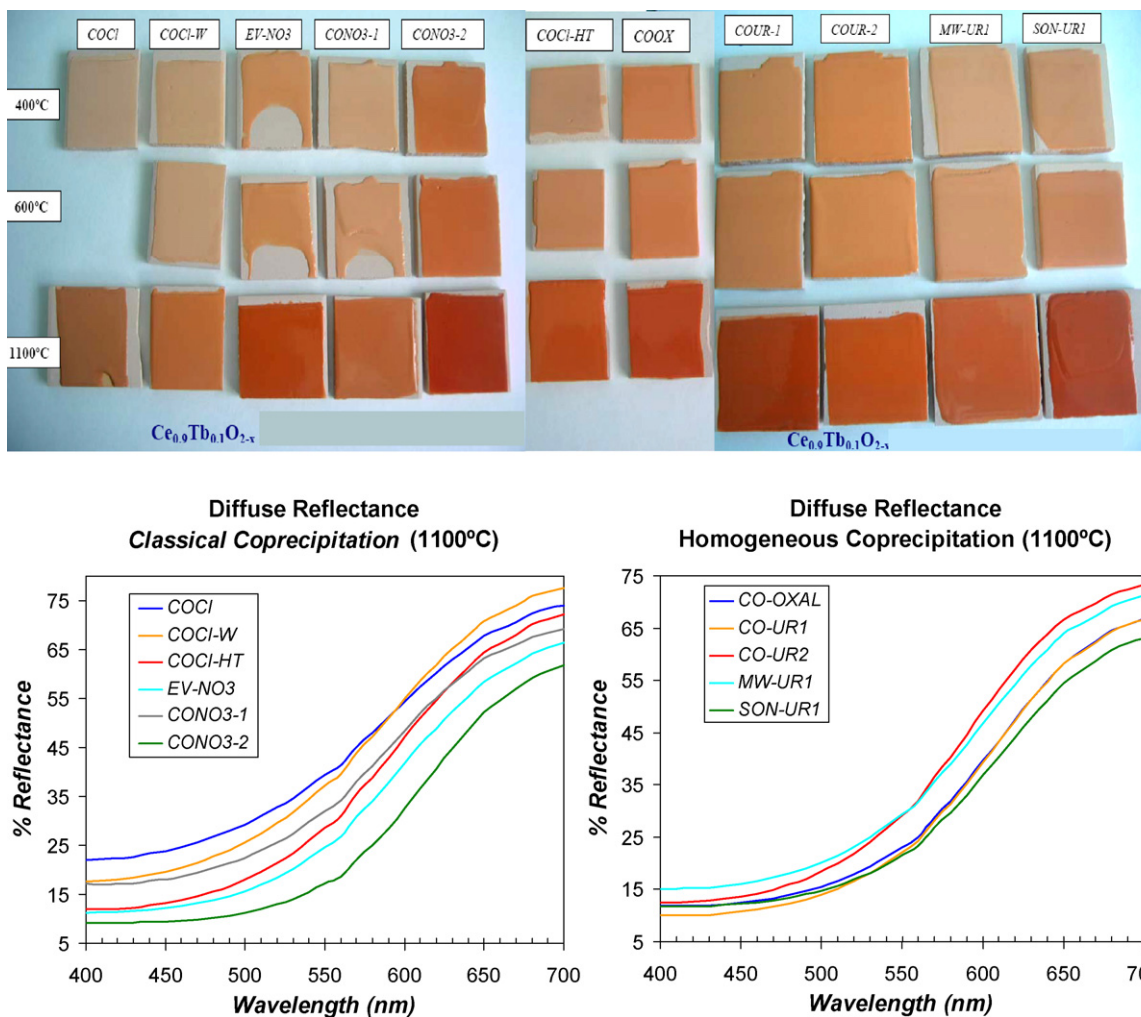 COCl COCl-W EV-NO3 CONO3-1 CONO3-2 COCl-HT COOX COUR-1 COUR-2 MW-UR1 SON-UR1
400ºC
600ºC
1100ºC
Ce0.9Tb0.1O2-x
Ce0.9Tb0.1O2-x
Diffuse Reflectance
Classical Coprecipitation (1100ºC)
75
65
55
45
35
25
15
5
% Reflectance
COCl
COCl-W
COCl-HT
EV-NO3
CONO3-1
CONO3-2
400 450 500 550 600 650 700
Wavelength (nm)
Diffuse Reflectance
Homogeneous Coprecipitation (1100ºC)
75
65
55
45
35
25
15
5
% Reflectance
CO-OXAL
CO-UR1
CO-UR2
MW-UR1
SON-UR1
400 450 500 550 600 650 700
Wavelength (nm)